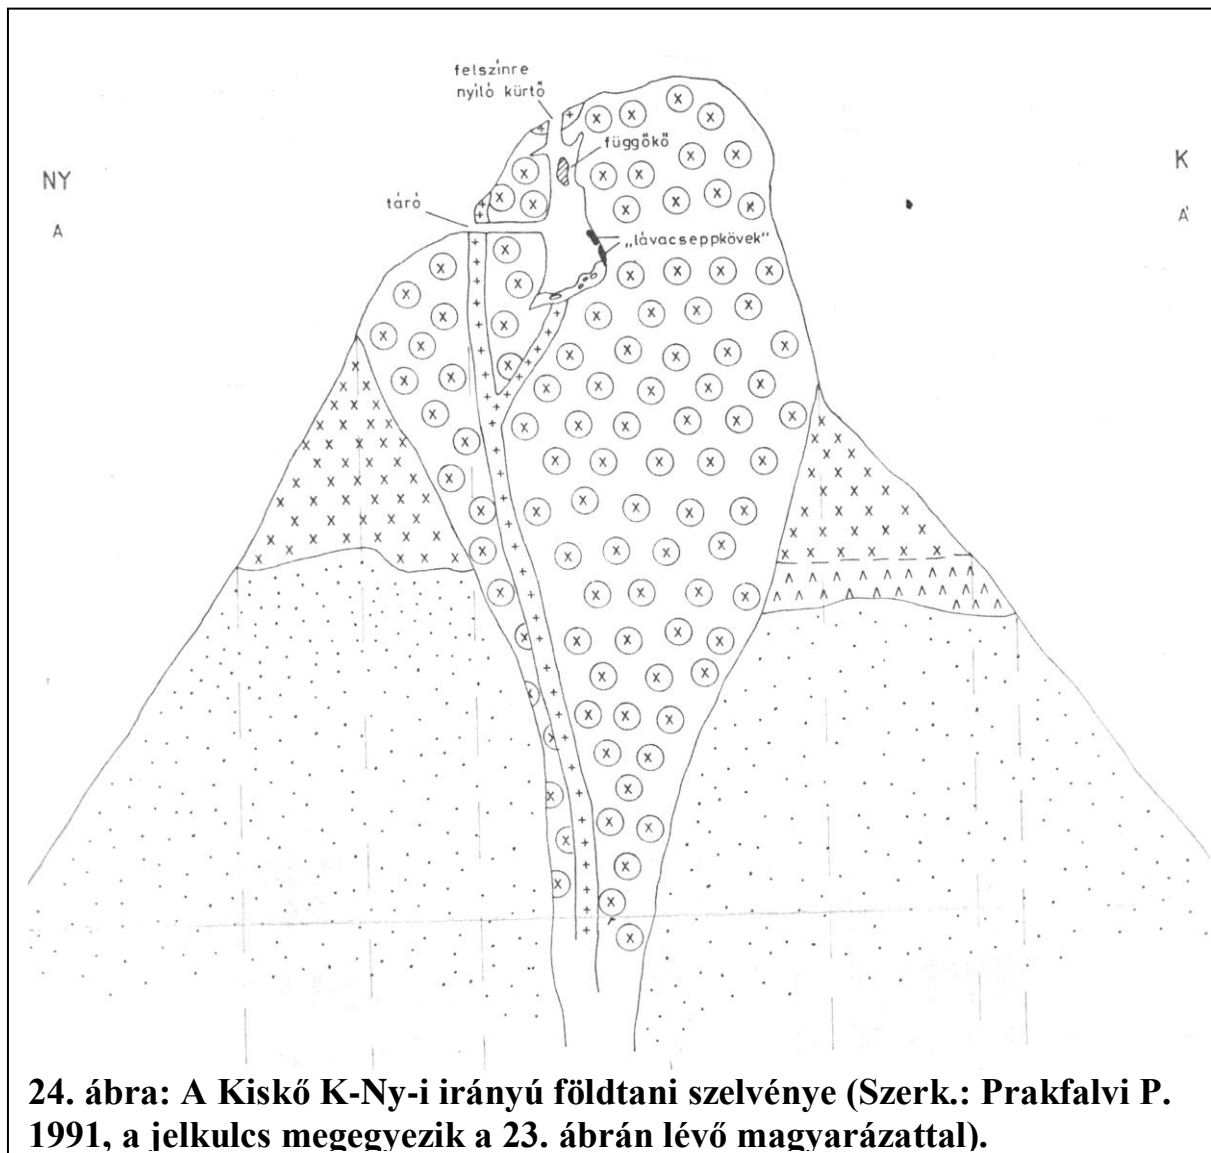 felszínre
nyíló kürtő
függőkő
NY
K
táró
A
A'
„lávacseppkövek"
24. ábra: A Kiskő K-Ny-i irányú földtani szelvénye (Szerk.: Prakfalvi P.
1991, a jelkulcs megegyezik a 23. ábrán lévő magyarázattal).